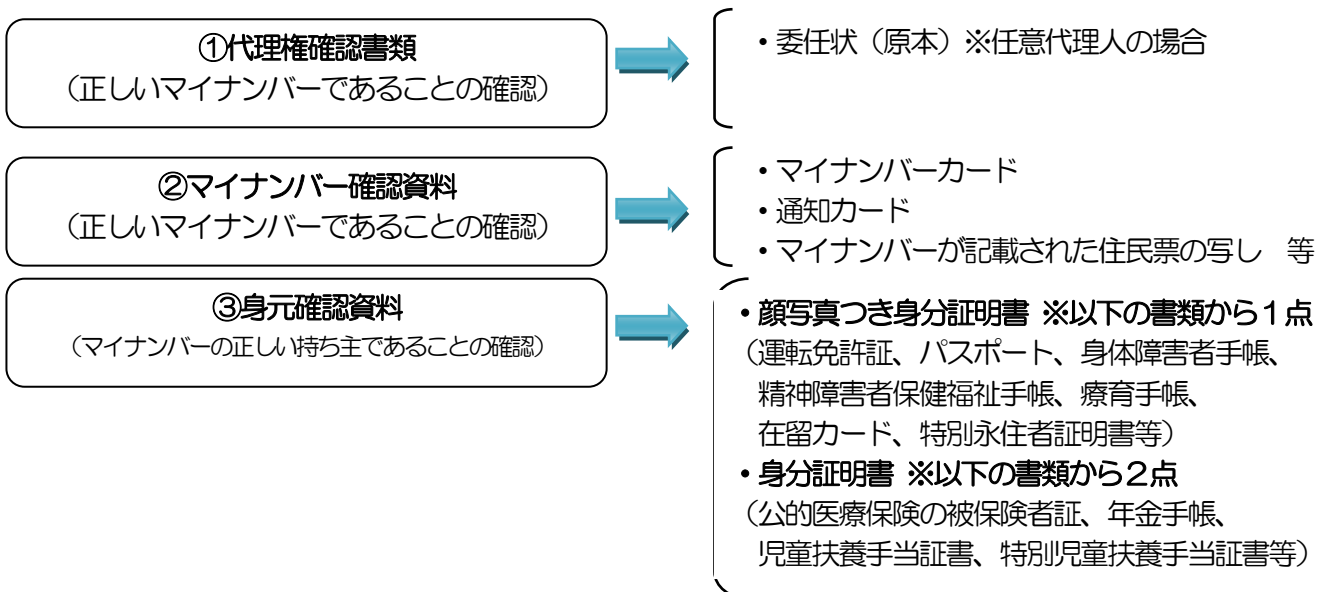 ①代理権確認書類
(正しいマイナンバーであることの確認)
・委任状（原本）※任意代理人の場合
②マイナンバー確認資料
(正しいマイナンバーであることの確認)
・マイナンバーカード
・通知カード
・マイナンバーが記載された住民票の写し　等
③身元確認資料
(マイナンバーの正しい持ち主であることの確認)
・顔写真つき身分証明書 ※以下の書類から１点
(運転免許証、パスポート、身体障害者手帳、
精神障害者保健福祉手帳、療育手帳、
在留カード、特別永住者証明書等)
・身分証明書 ※以下の書類から２点
(公的医療保険の被保険者証、年金手帳、
児童扶養手当証書、特別児童扶養手当証書等)